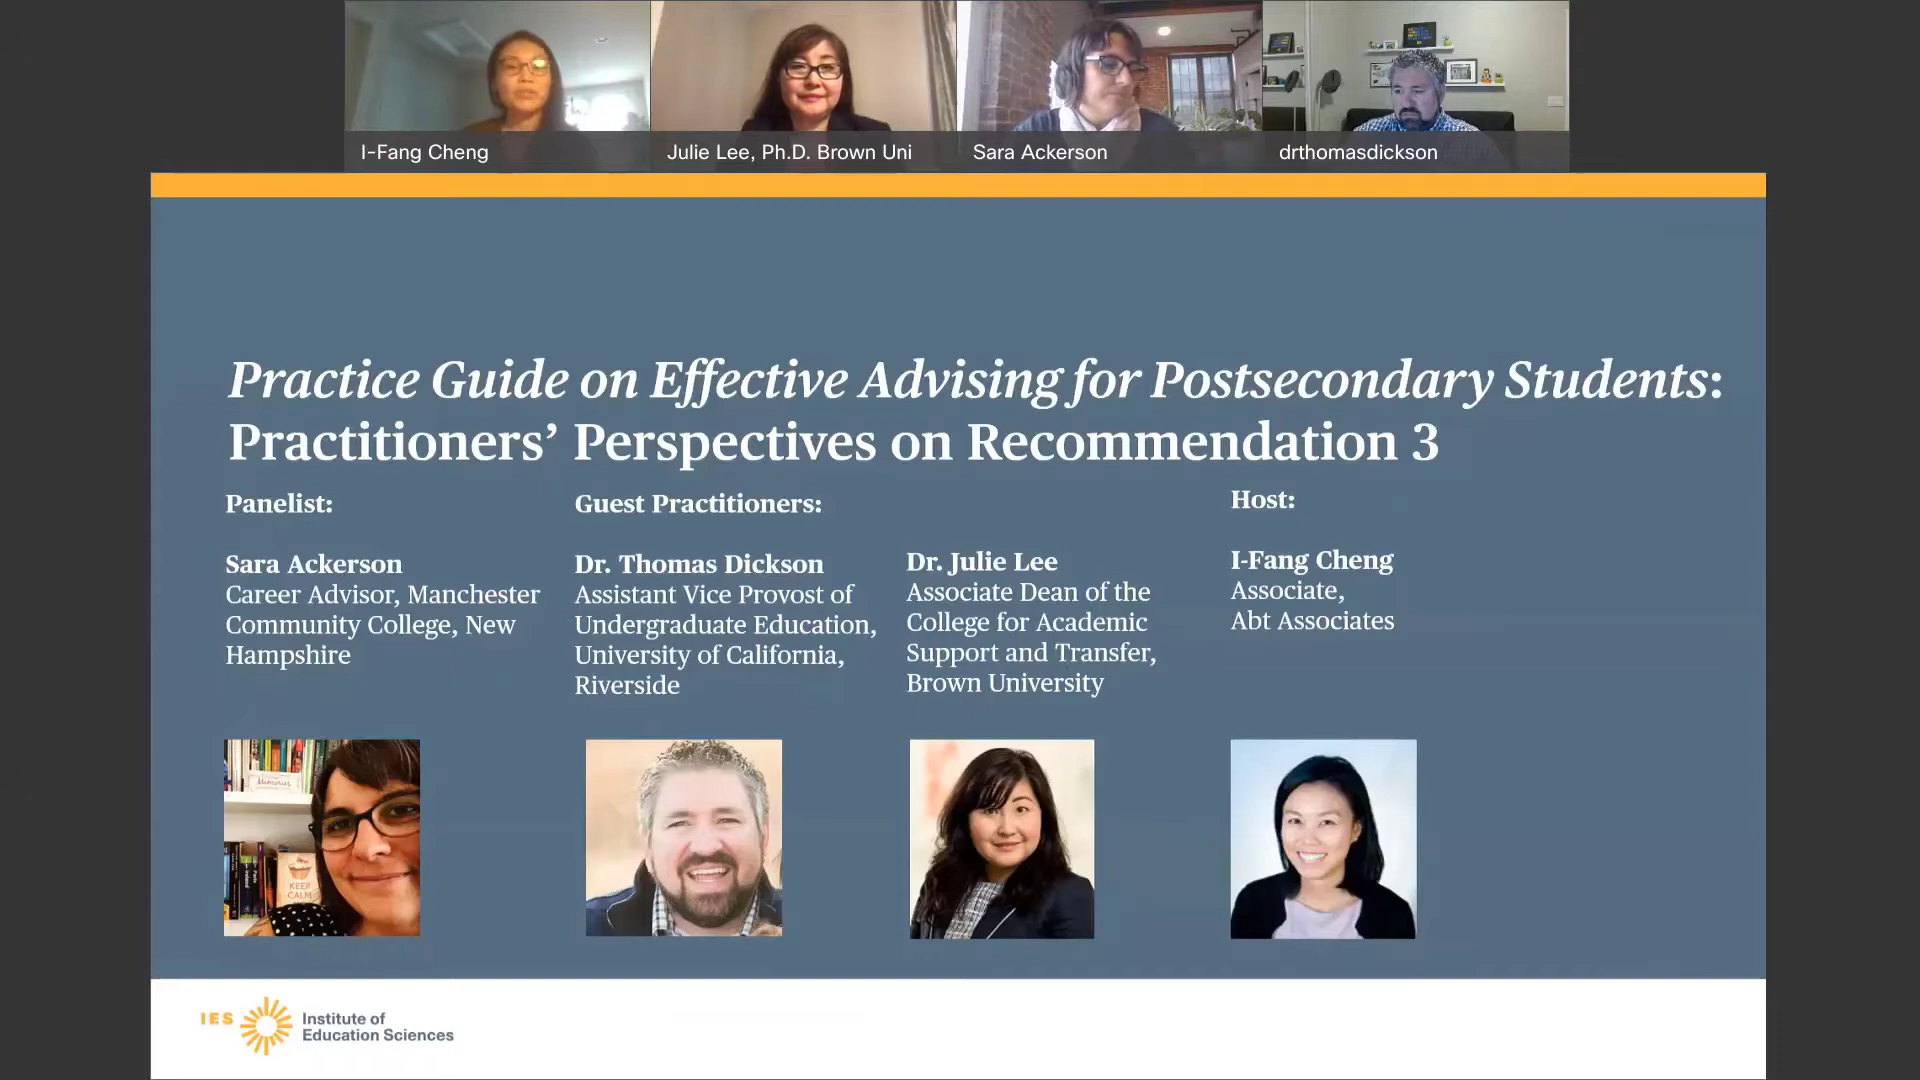 I-Fang Cheng
Julie Lee, Ph.D. Brown Uni
Sara Ackerson
drthomasdickson
Practice Guide on Effective Advising for Postsecondary Students:
Practitioners’ Perspectives on Recommendation 3
Panelist:
Sara Ackerson
Career Advisor, Manchester
Community College, New
Hampshire
Guest Practitioners:
Dr. Thomas Dickson
Assistant Vice Provost of
Undergraduate Education,
University of California,
Riverside
Dr. Julie Lee
Associate Dean of the
College for Academic
Support and Transfer,
Brown University
Host:
I-Fang Cheng
Associate,
Abt Associates
Memories
KEEP
CALM
IES
Institute of
Education Sciences